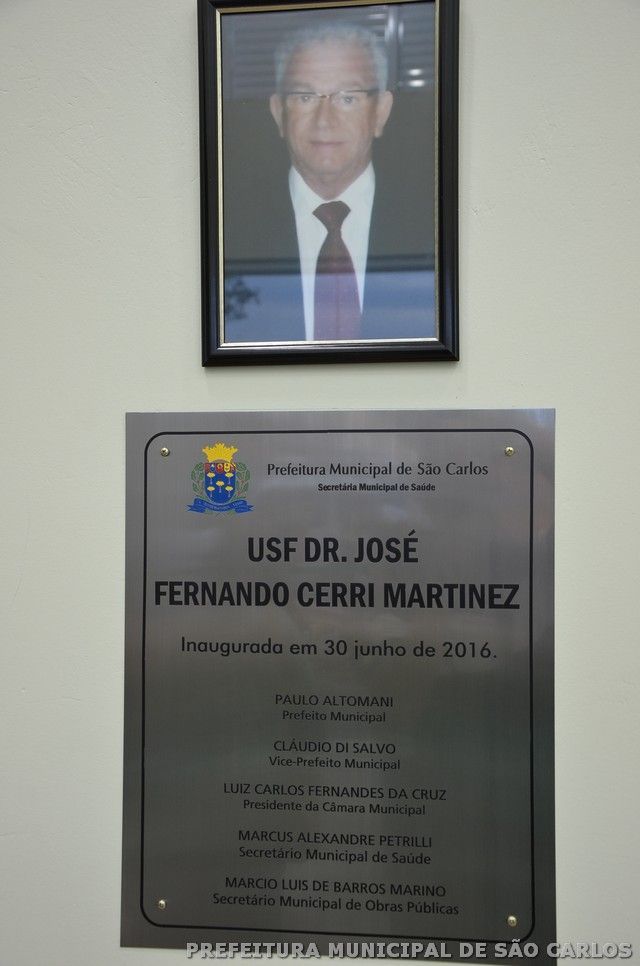 Prefeitura Municipal de São Carlos
Secretária Municipal de Saúde
USF DR. JOSÉ
FERNANDO CERRI MARTINEZ
Inaugurada em 30 junho de 2016.
PAULO ALTOMANI
Prefeito Municipal
CLÁUDIO DI SALVO
Vice-Prefeito Municipal
LUIZ CARLOS FERNANDES DA CRUZ
Presidente da Câmara Municipal
MARCUS ALEXANDRE PETRILLI
Secretário Municipal de Saúde
MARCIO LUIS DE BARROS MARINO
Secretário Municipal de Obras Públicas
PREFEITURA MUNICIPAL DE SÃO CARLOS